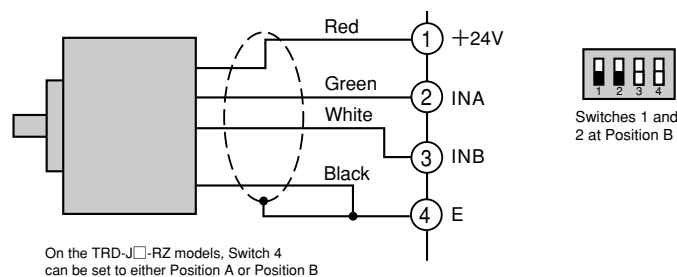 Red
1 +24V
Green
2 INA
White
3 INB
Black
4 E
1 2 3 4
Switches 1 and
2 at Position B
On the TRD-J□-RZ models, Switch 4
can be set to either Position A or Position B